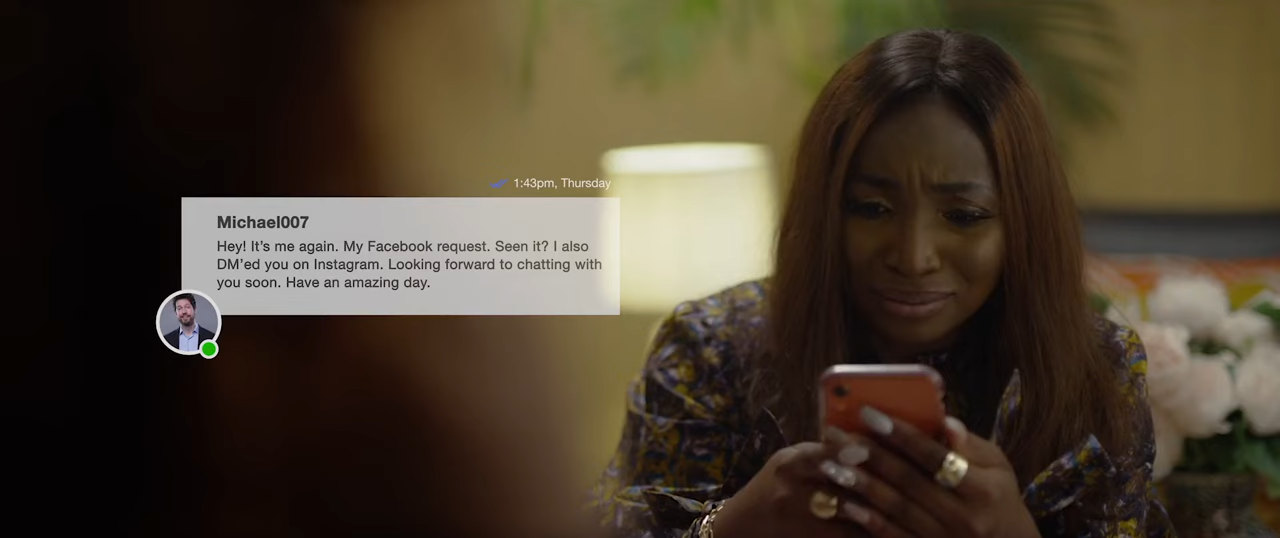 1:43pm, Thursday
Michael007
Hey! It’s me again. My Facebook request. Seen it? I also
DM’ed you on Instagram. Looking forward to chatting with
you soon. Have an amazing day.